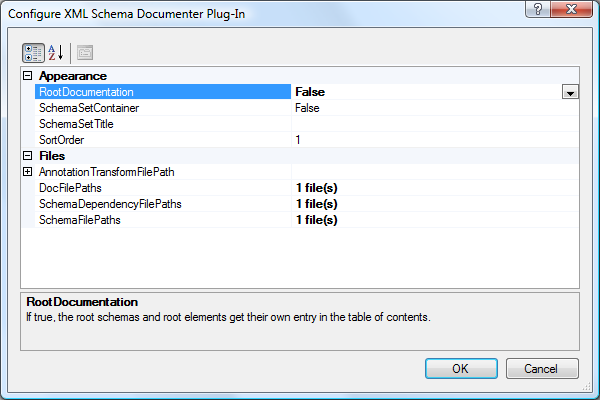 Configure XML Schema Documenter Plug-In
Appearance
RootDocumentation False
SchemaSetContainer False
SchemaSetTitle
SortOrder 1
Files
AnnotationTransformFilePath
DocFilePaths 1 file(s)
SchemaDependencyFilePaths 1 file(s)
SchemaFilePaths 1 file(s)
RootDocumentation
If true, the root schemas and root elements get their own entry in the table of contents.
OK Cancel